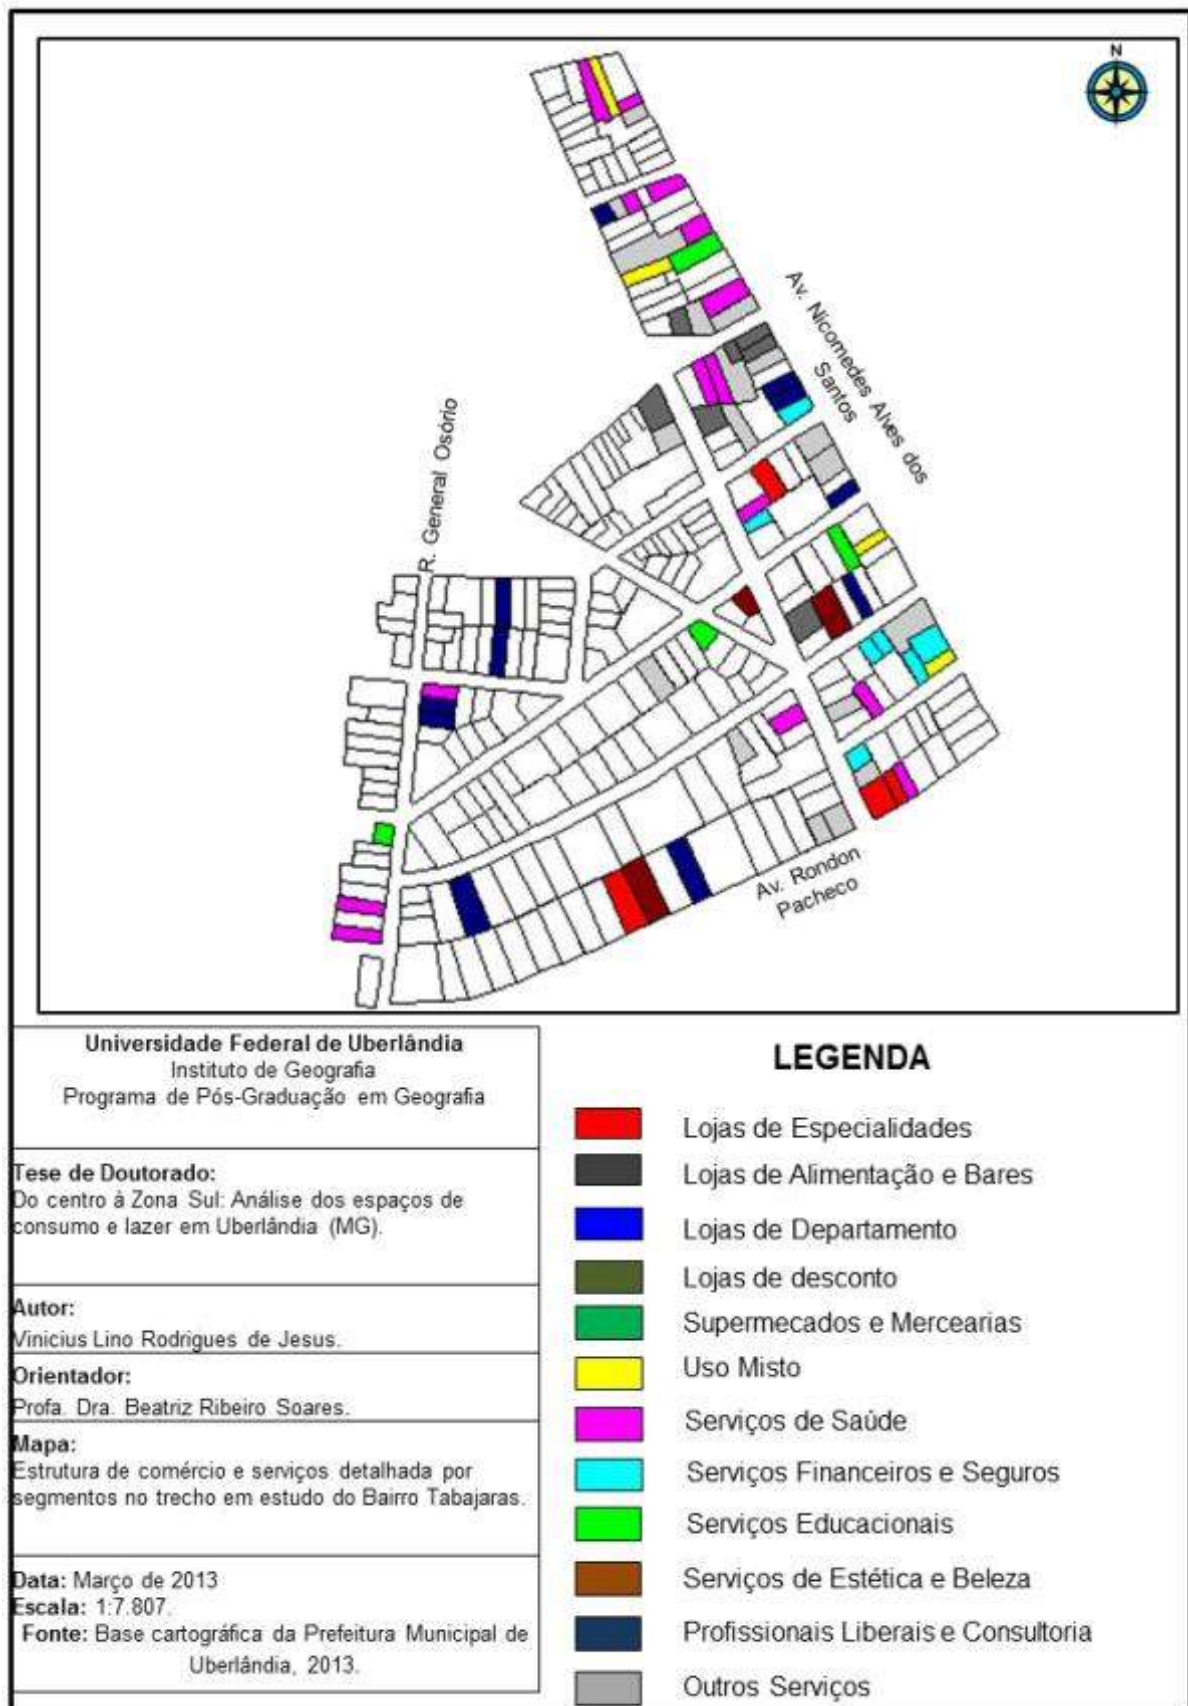 N
Av. Nicomedes Alves dos
Santos
R. General Osório
Av. Rondon
Pacheco
Universidade Federal de Uberlândia
Instituto de Geografia
Programa de Pós-Graduação em Geografia
Tese de Doutorado:
Do centro à Zona Sul: Análise dos espaços de
consumo e lazer em Uberlândia (MG).
Autor:
Vinicius Lino Rodrigues de Jesus.
Orientador:
Profa. Dra. Beatriz Ribeiro Soares.
Mapa:
Estrutura de comércio e serviços detalhada por
segmentos no trecho em estudo do Bairro Tabajaras.
Data: Março de 2013
Escala: 1:7.807.
Fonte: Base cartográfica da Prefeitura Municipal de
Uberlândia, 2013.
LEGENDA
Lojas de Especialidades
Lojas de Alimentação e Bares
Lojas de Departamento
Lojas de desconto
Supermecados e Mercearias
Uso Misto
Serviços de Saúde
Serviços Financeiros e Seguros
Serviços Educacionais
Serviços de Estética e Beleza
Profissionais Liberais e Consultoria
Outros Serviços